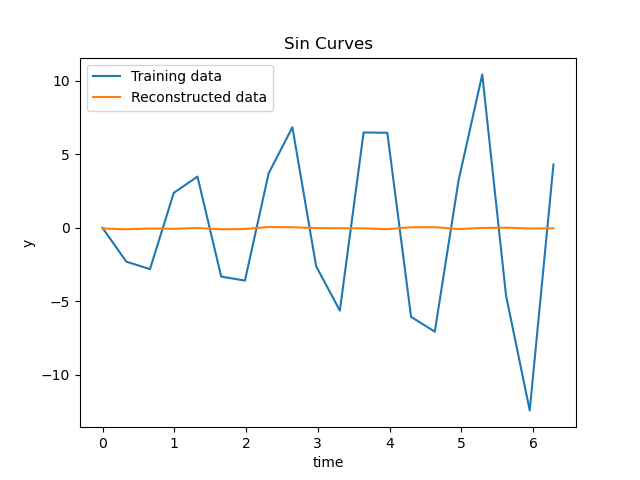 Sin Curves
Training data
Reconstructed data
10
5
0
−5
−10
y
0 1 2 3 4 5 6
time